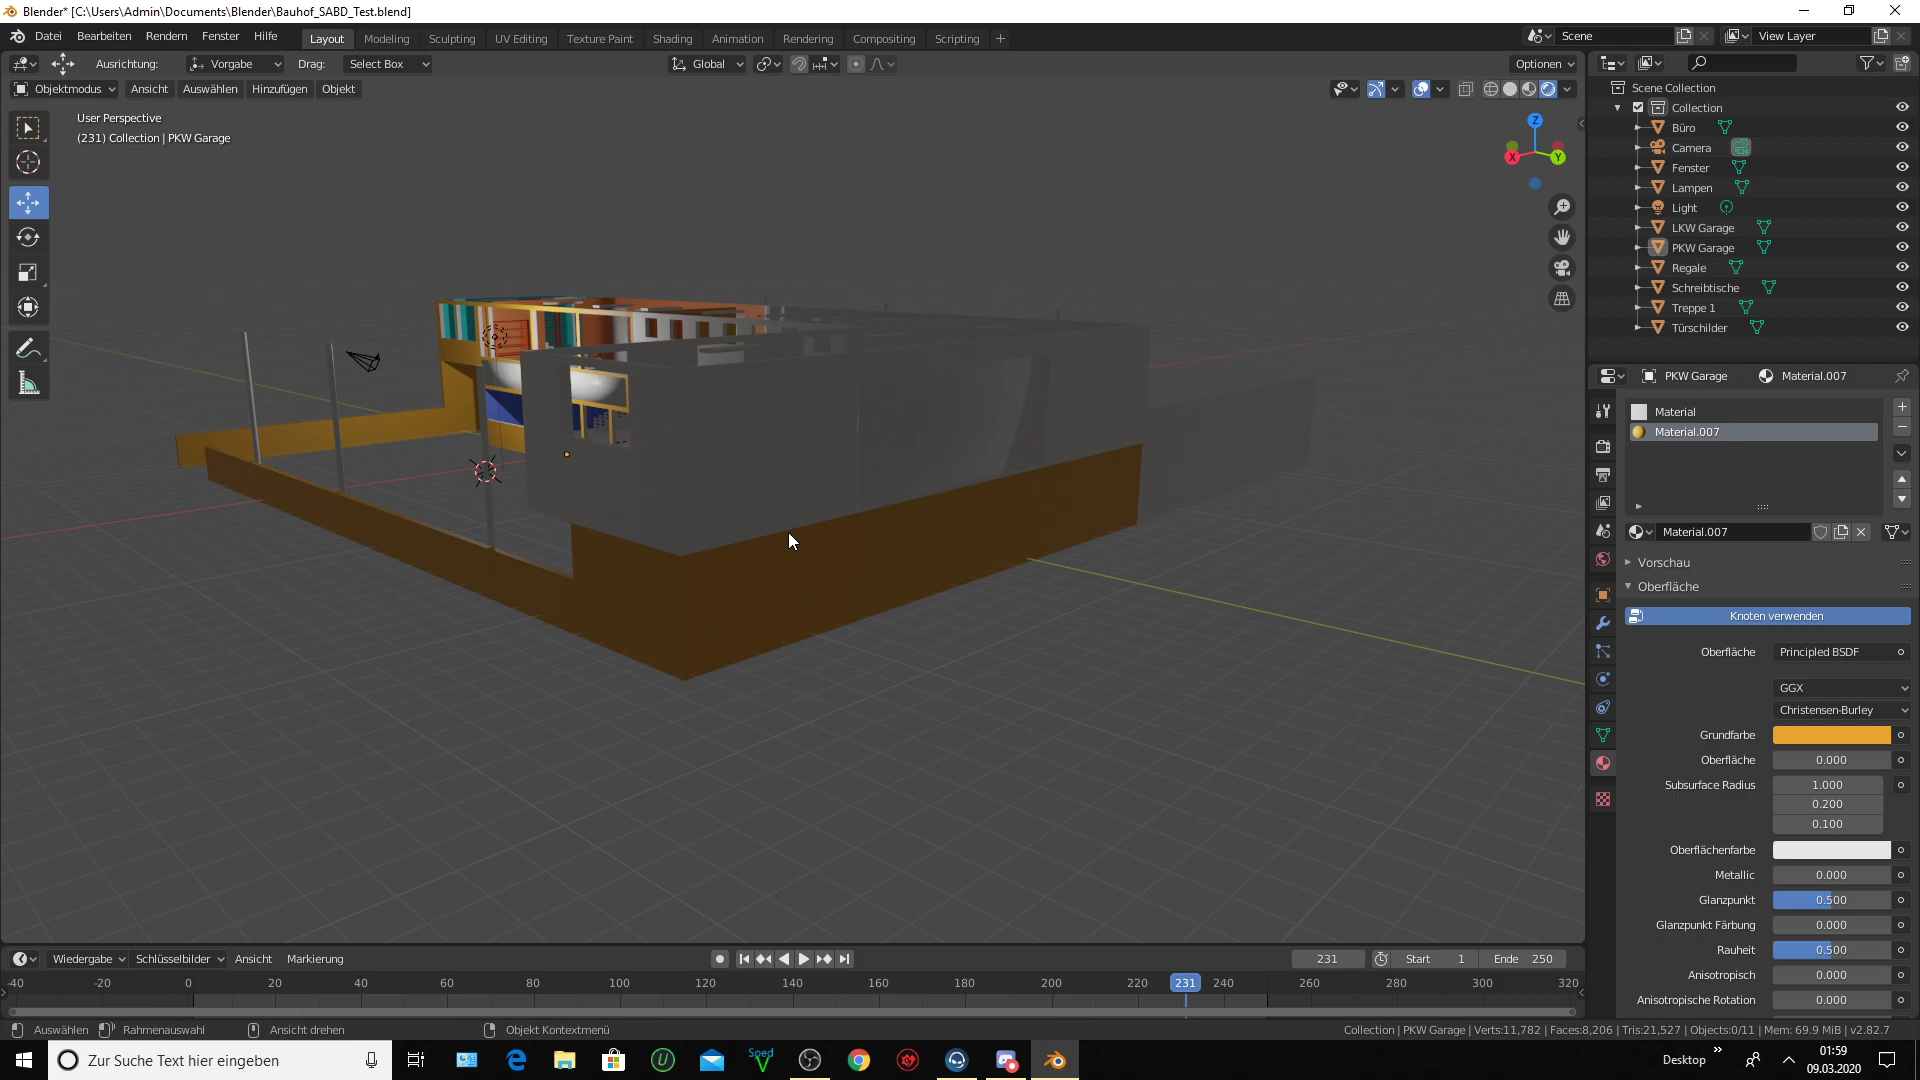 Blender* [C:\Users\Admin\Documents\Blender\Bauhof_SABD_Test.blend]
Datei Bearbeiten Rendern Fenster Hilfe Layout Modeling Sculpting UV Editing Texture Paint Shading Animation Rendering Compositing Scripting + Scene View Layer
Ausrichtung: Vorgabe Drag: Select Box Global Optionen
Objektmodus Ansicht Auswählen Hinzufügen Objekt
User Perspective
(231) Collection | PKW Garage
Z
X
Y
Scene Collection
Collection
Büro
Camera
Fenster
Lampen
Light
LKW Garage
PKW Garage
Regale
Schreibtische
Treppe 1
Türschilder
PKW Garage Material.007
Material
Material.007
Material.007
Vorschau
Oberfläche
Knoten verwenden
Oberfläche Principled BSDF
GGX
Christensen-Burley
Grundfarbe
Oberfläche 0.000
Subsurface Radius 1.000
0.200
0.100
Oberflächenfarbe
Metallic 0.000
Glanzpunkt 0.500
Glanzpunkt Färbung 0.000
Rauheit 0.500
Anisotropisch 0.000
Anisotropische Rotation 0.000
Wiedergabe Schlüsselbilder Ansicht Markierung 231 Start 1 Ende 250
-40 -20 0 20 40 60 80 100 120 140 160 180 200 220 231 240 260 280 300 320
Auswählen Rahmenauswahl Ansicht drehen Objekt Kontextmenü Collection | PKW Garage | Verts:11,782 | Faces:8,206 | Tris:21,527 | Objects:0/11 | Mem: 69.9 MiB | v2.82.7
Zur Suche Text hier eingeben Sped V Desktop » 01:59
09.03.2020